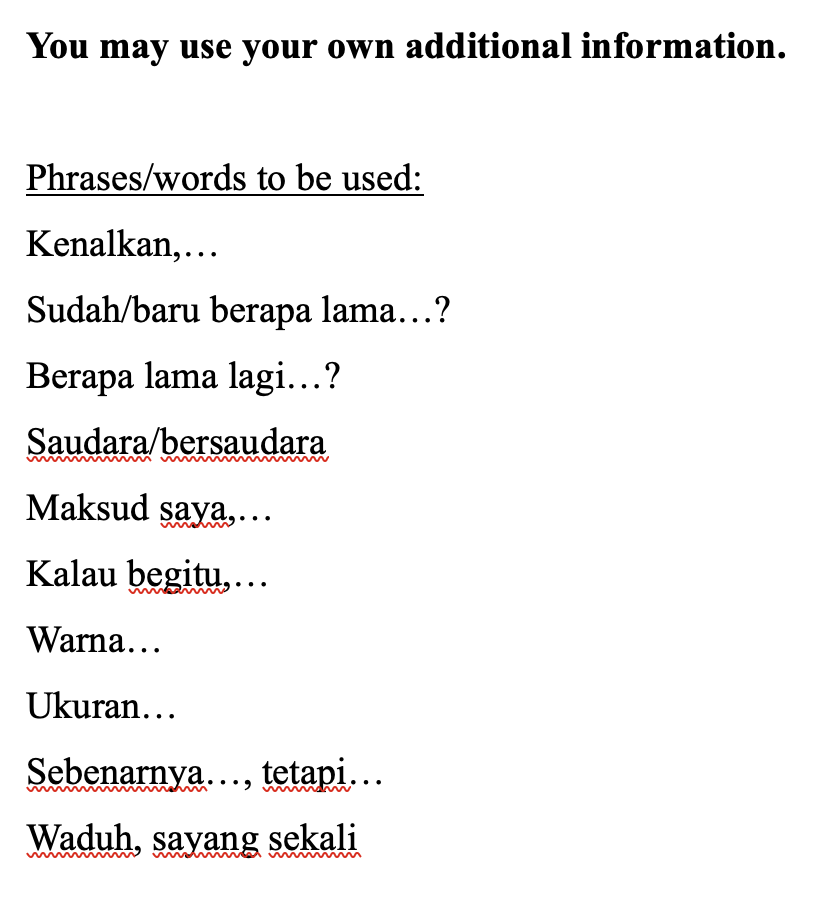 You may use your own additional information.
Phrases/words to be used:
Kenalkan,…
Sudah/baru berapa lama…?
Berapa lama lagi…?
Saudara/bersaudara
Maksud saya,…
Kalau begitu,…
Warna…
Ukuran…
Sebenarnya…, tetapi…
Waduh, sayang sekali